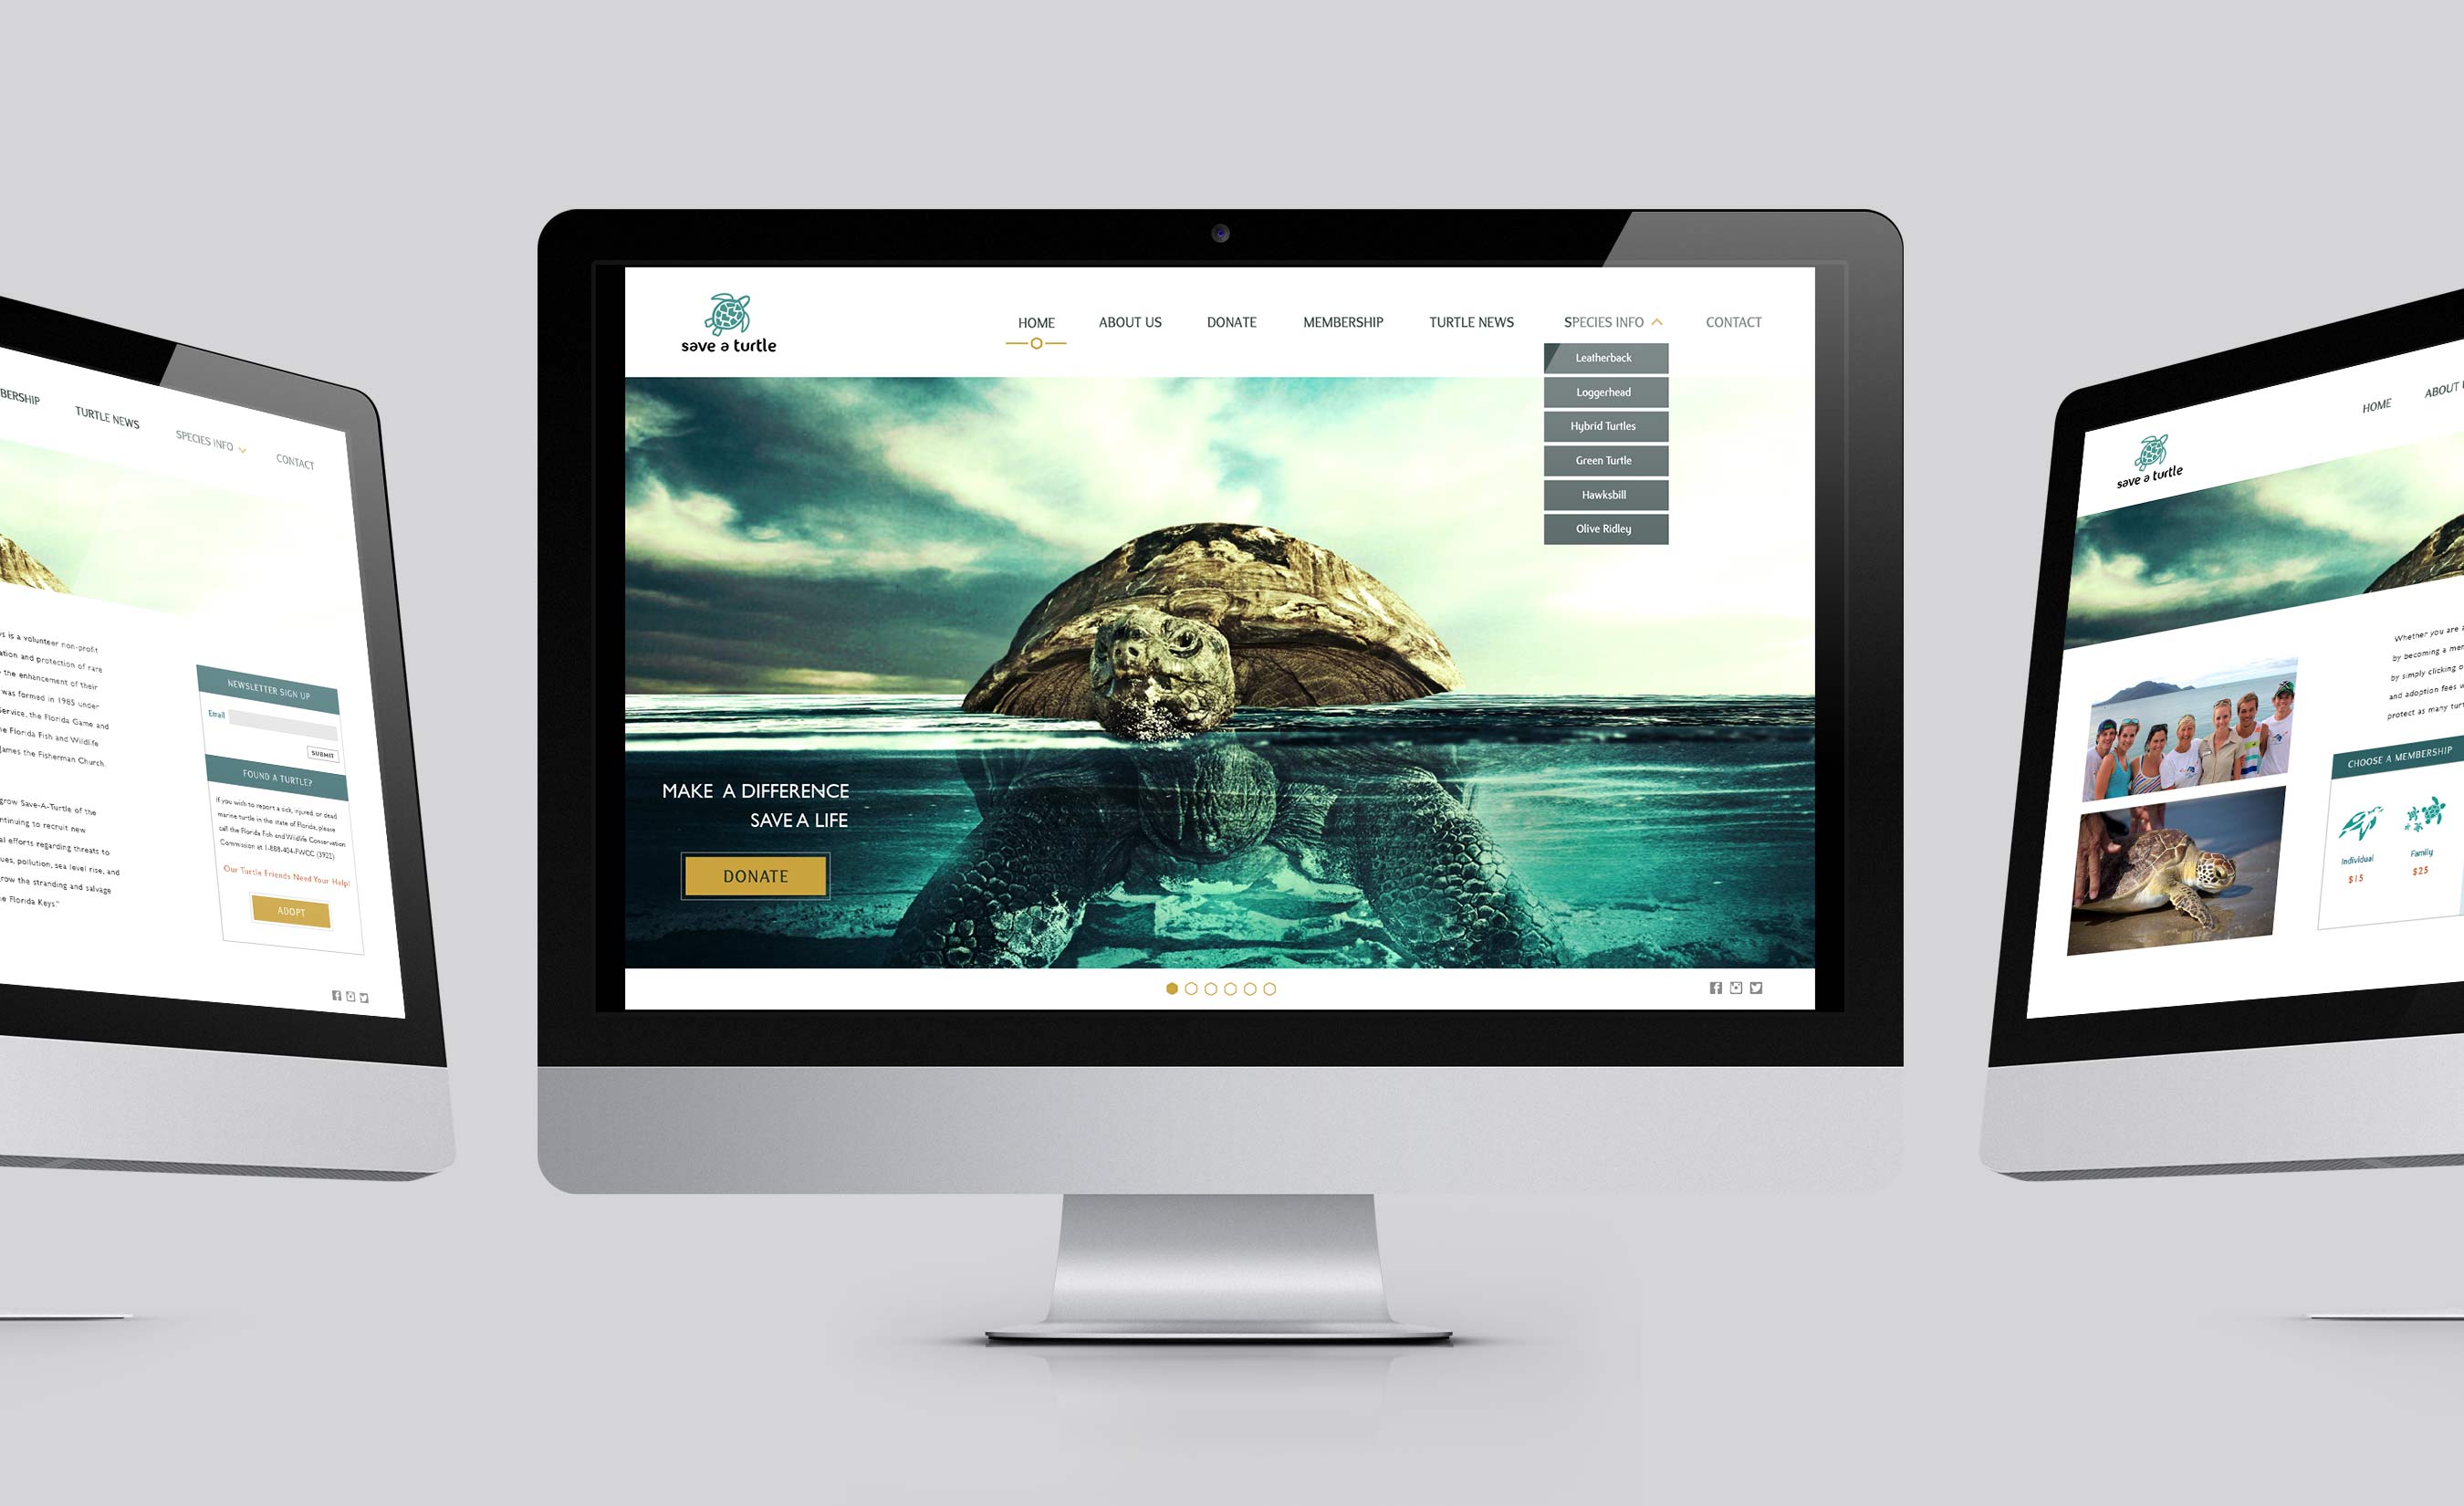 BERSHIP
TURTLE NEWS
SPECIES INFO
CONTACT
s is a volunteer non-profit
ation and protection of rare
the enhancement of their
was formed in 1985 under
ervice, the Florida Game and
e Florida Fish and Wildlife
James the Fisherman Church.
grow Save-A-Turtle of the
ntinuing to recruit new
al efforts regarding threats to
ues, pollution, sea level rise, and
row the stranding and salvage
e Florida Keys."
NEWSLETTER SIGN UP
Email
SUBMIT
FOUND A TURTLE?
If you wish to report a sick, injured, or dead
marine turtle in the state of Florida, please
call the Florida Fish and Wildlife Conservation
Commission at 1-888-404-FWCC (3922)
Our Turtle Friends Need Your Help!
ADOPT
save a turtle
HOME
ABOUT US
DONATE
MEMBERSHIP
TURTLE NEWS
SPECIES INFO
CONTACT
Leatherback
Loggerhead
Hybrid Turtles
Green Turtle
Hawksbill
Olive Ridley
MAKE A DIFFERENCE
SAVE A LIFE
DONATE
save a turtle
HOME
ABOUT
Whether you are a
by becoming a mem
by simply clicking o
and adoption fees w
protect as many turt
CHOOSE A MEMBERSHIP
Individual
$15
Family
$25